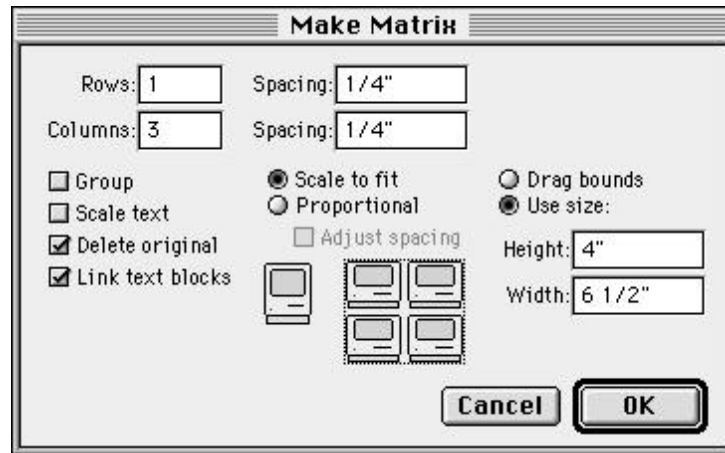 Make Matrix
Rows: 1 Spacing: 1/4"
Columns: 3 Spacing: 1/4"
Group
Scale text
Delete original
Link text blocks
Scale to fit
Proportional
Adjust spacing
Drag bounds
Use size:
Height: 4"
Width: 6 1/2"
Cancel OK